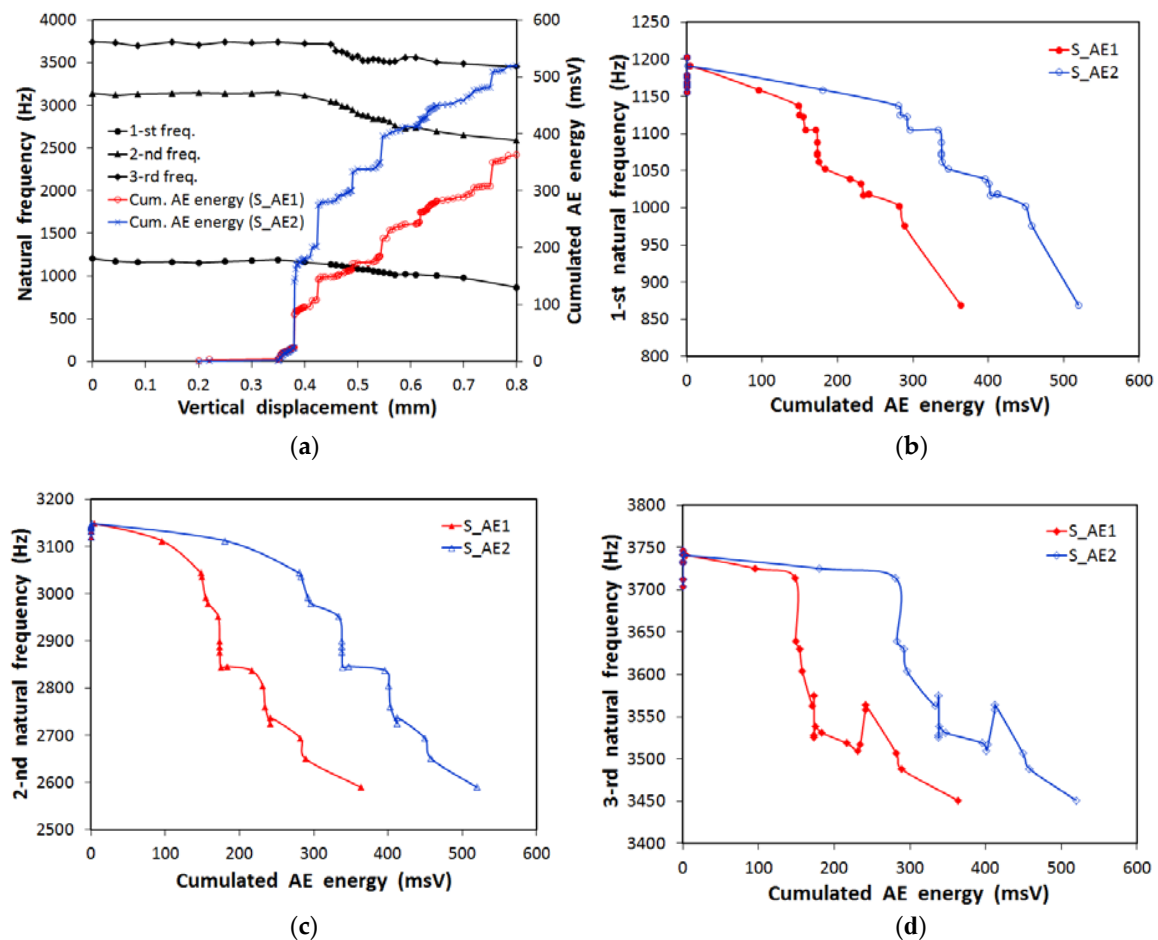 4000
3500
3000
2500
2000
1500
1000
500
0
Natural frequency (Hz)
1-st freq.
2-nd freq.
3-rd freq.
Cum. AE energy (S_AE1)
Cum. AE energy (S_AE2)
600
500
400
300
200
100
0
Cumulated AE energy (msV)
0 0.1 0.2 0.3 0.4 0.5 0.6 0.7 0.8
Vertical displacement (mm)
(a)
1250
1200
1150
1100
1050
1000
950
900
850
800
1-st natural frequency (Hz)
S_AE1
S_AE2
0 100 200 300 400 500 600
Cumulated AE energy (msV)
(b)
3200
3100
3000
2900
2800
2700
2600
2500
2-nd natural frequency (Hz)
S_AE1
S_AE2
0 100 200 300 400 500 600
Cumulated AE energy (msV)
(c)
3800
3750
3700
3650
3600
3550
3500
3450
3400
3-rd natural frequency (Hz)
S_AE1
S_AE2
0 100 200 300 400 500 600
Cumulated AE energy (msV)
(d)